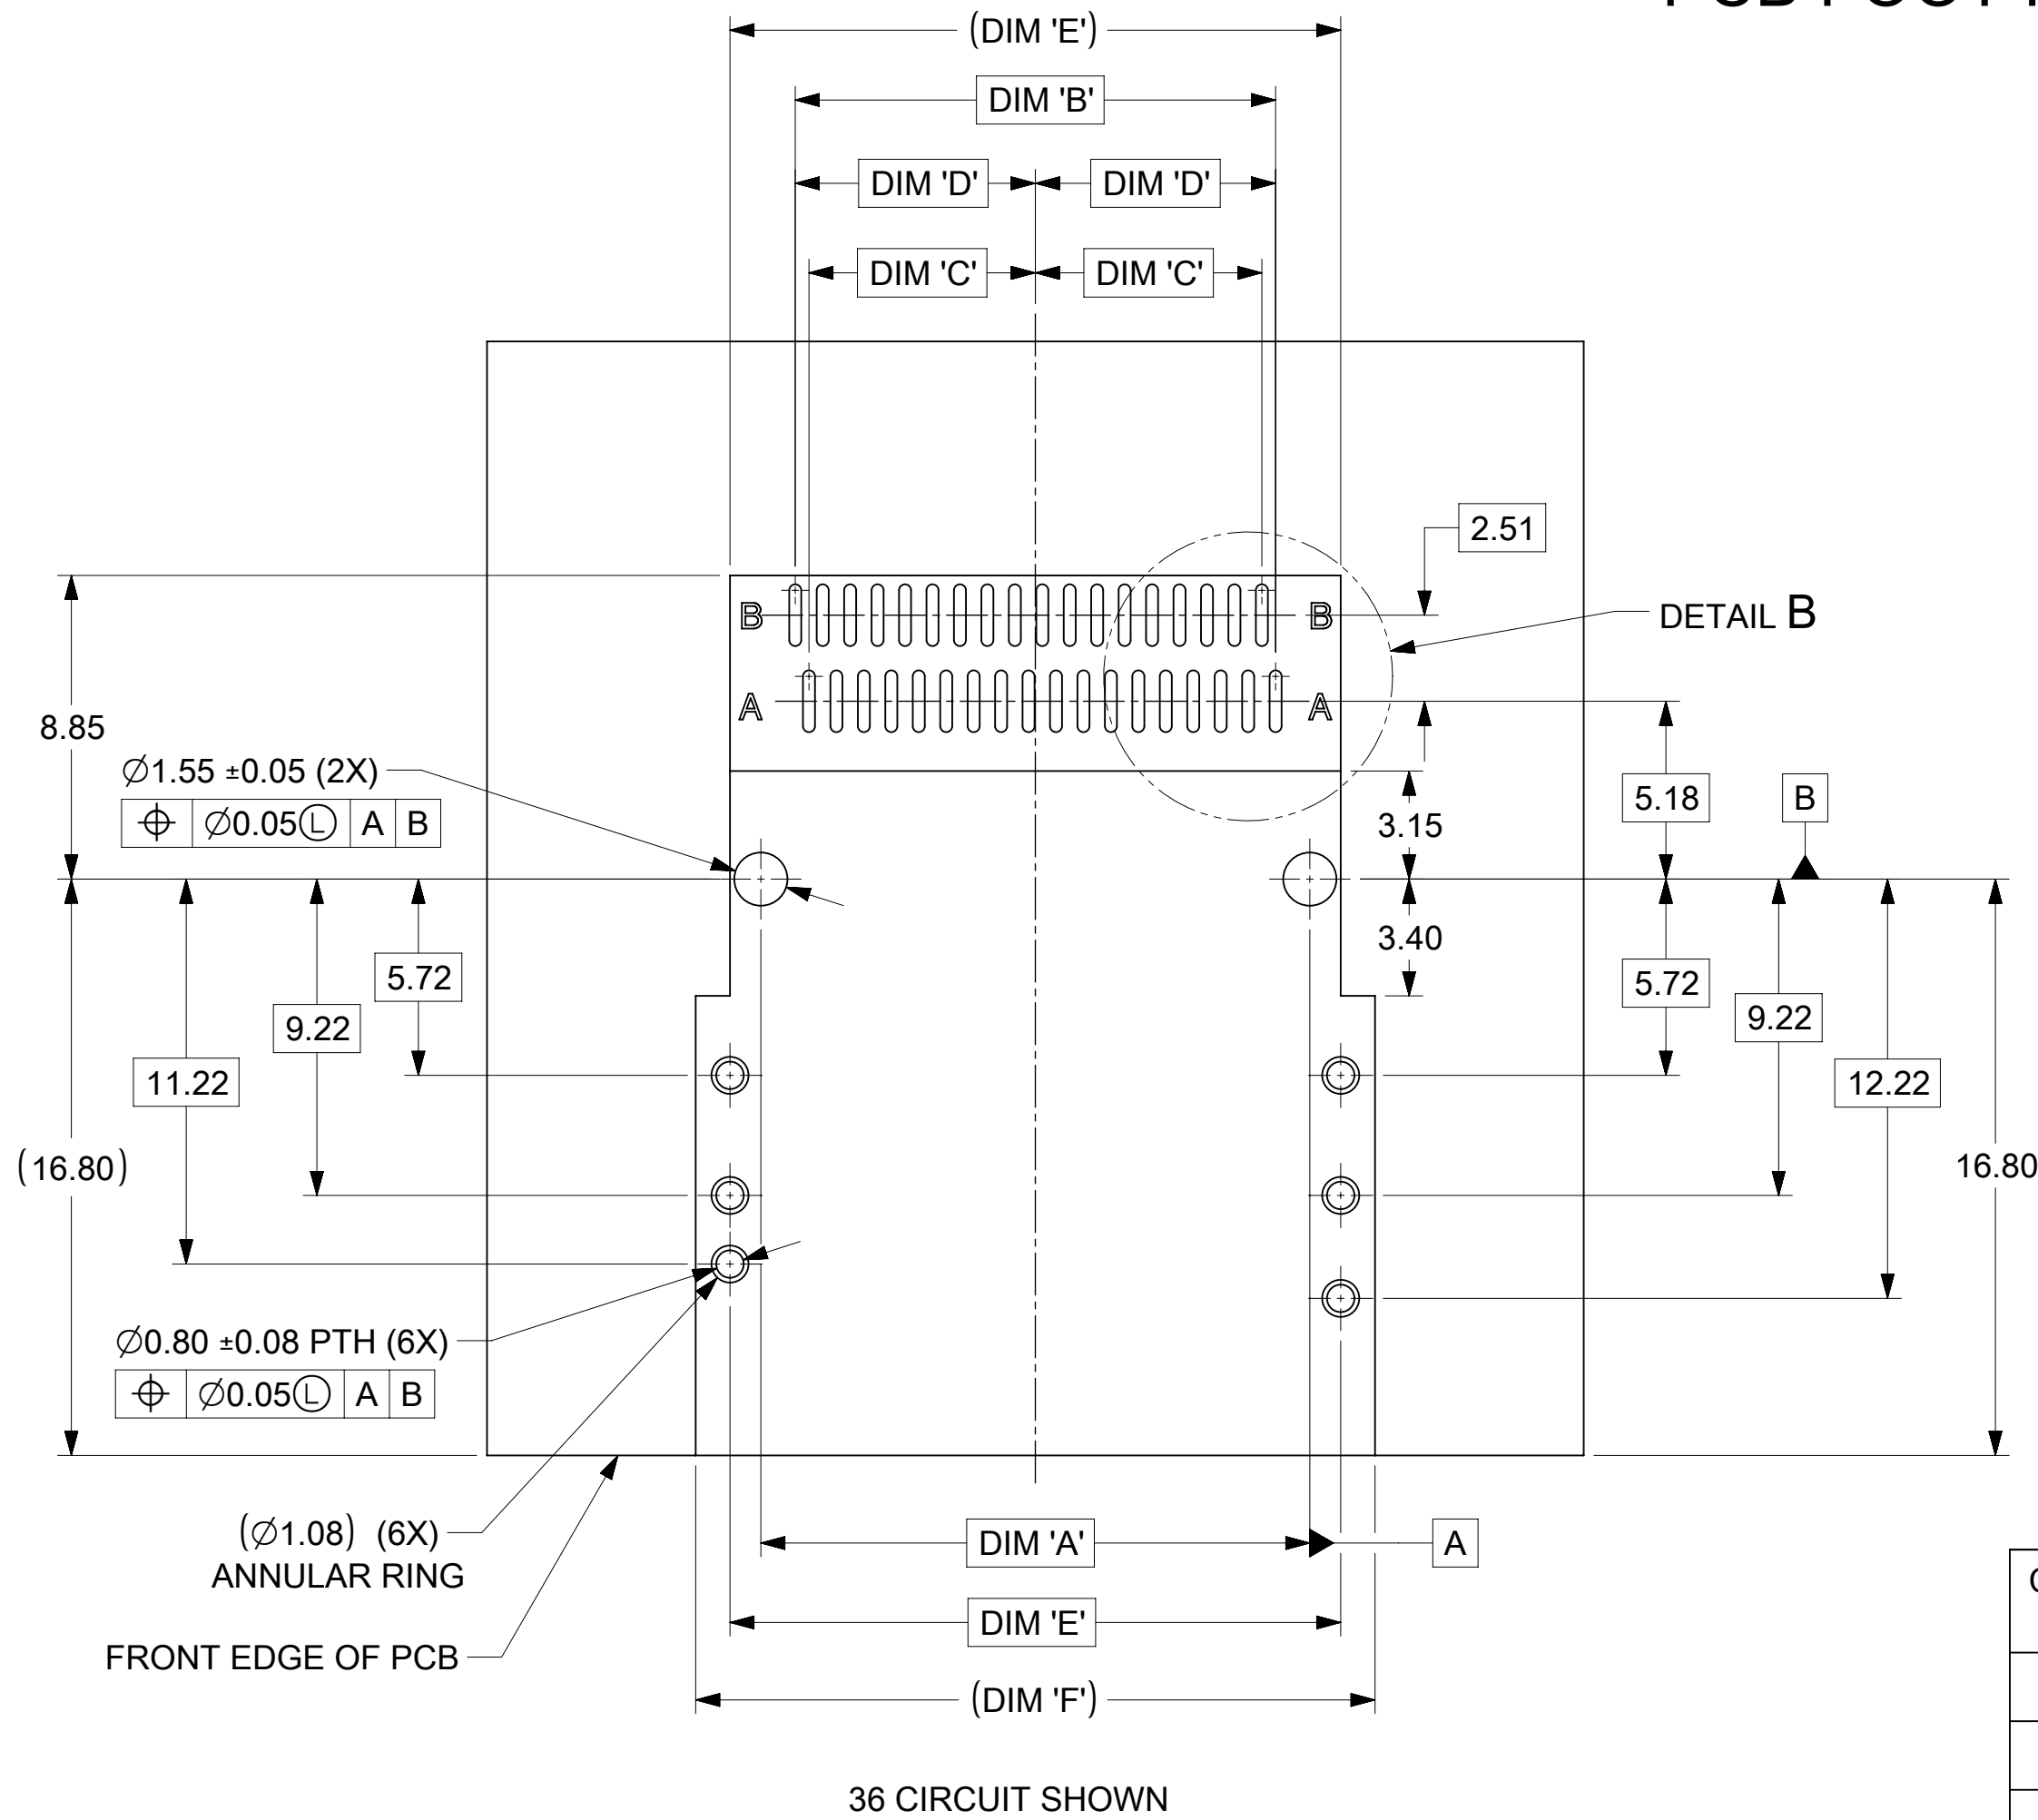 (DIM 'E')
DIM 'B'
DIM 'D' DIM 'D'
DIM 'C' DIM 'C'
2.51
B B
DETAIL B
A A
8.85
⌀1.55 ±0.05 (2X)
⌖ ⌀0.05Ⓛ A B
3.15
5.18
B
3.40
5.72
5.72
9.22
9.22
11.22
12.22
(16.80)
16.80
⌀0.80 ±0.08 PTH (6X)
⌖ ⌀0.05Ⓛ A B
(⌀1.08) (6X)
ANNULAR RING
DIM 'A'
A
DIM 'E'
FRONT EDGE OF PCB
(DIM 'F')
36 CIRCUIT SHOWN